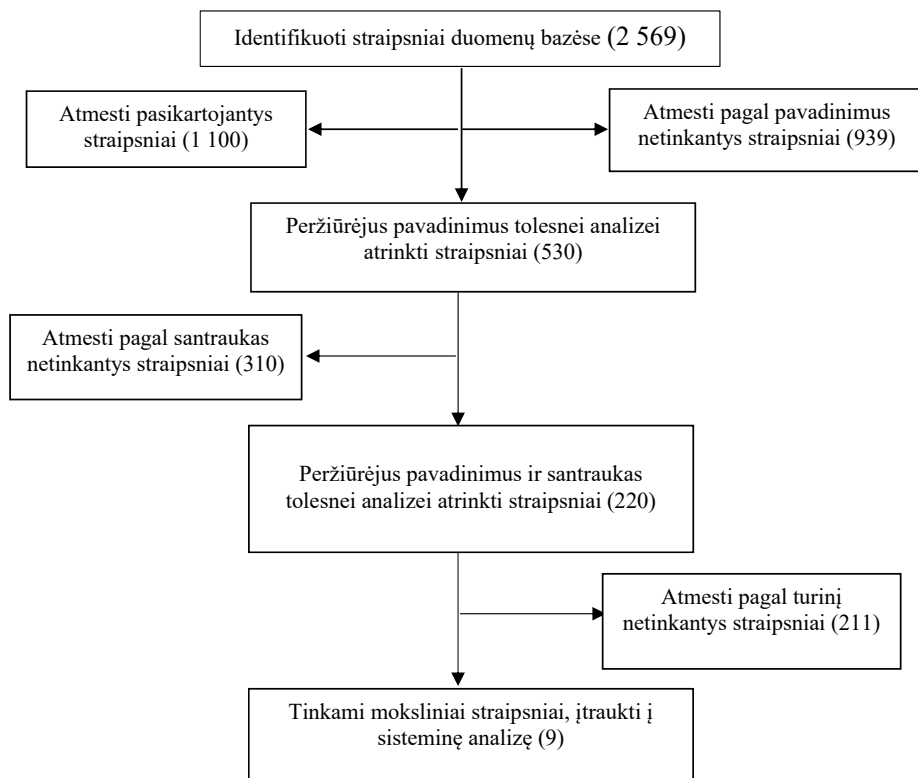 Identifikuoti straipsniai duomenų bazėse (2 569)
Atmesti pasikartojantys
straipsniai (1 100)
Atmesti pagal pavadinimus
netinkantys straipsniai (939)
Peržiūrėjus pavadinimus tolesnei analizei
atrinkti straipsniai (530)
Atmesti pagal santraukas
netinkantys straipsniai (310)
Peržiūrėjus pavadinimus ir santraukas
tolesnei analizei atrinkti straipsniai (220)
Atmesti pagal turinį
netinkantys straipsniai (211)
Tinkami moksliniai straipsniai, įtraukti į
sisteminę analizę (9)